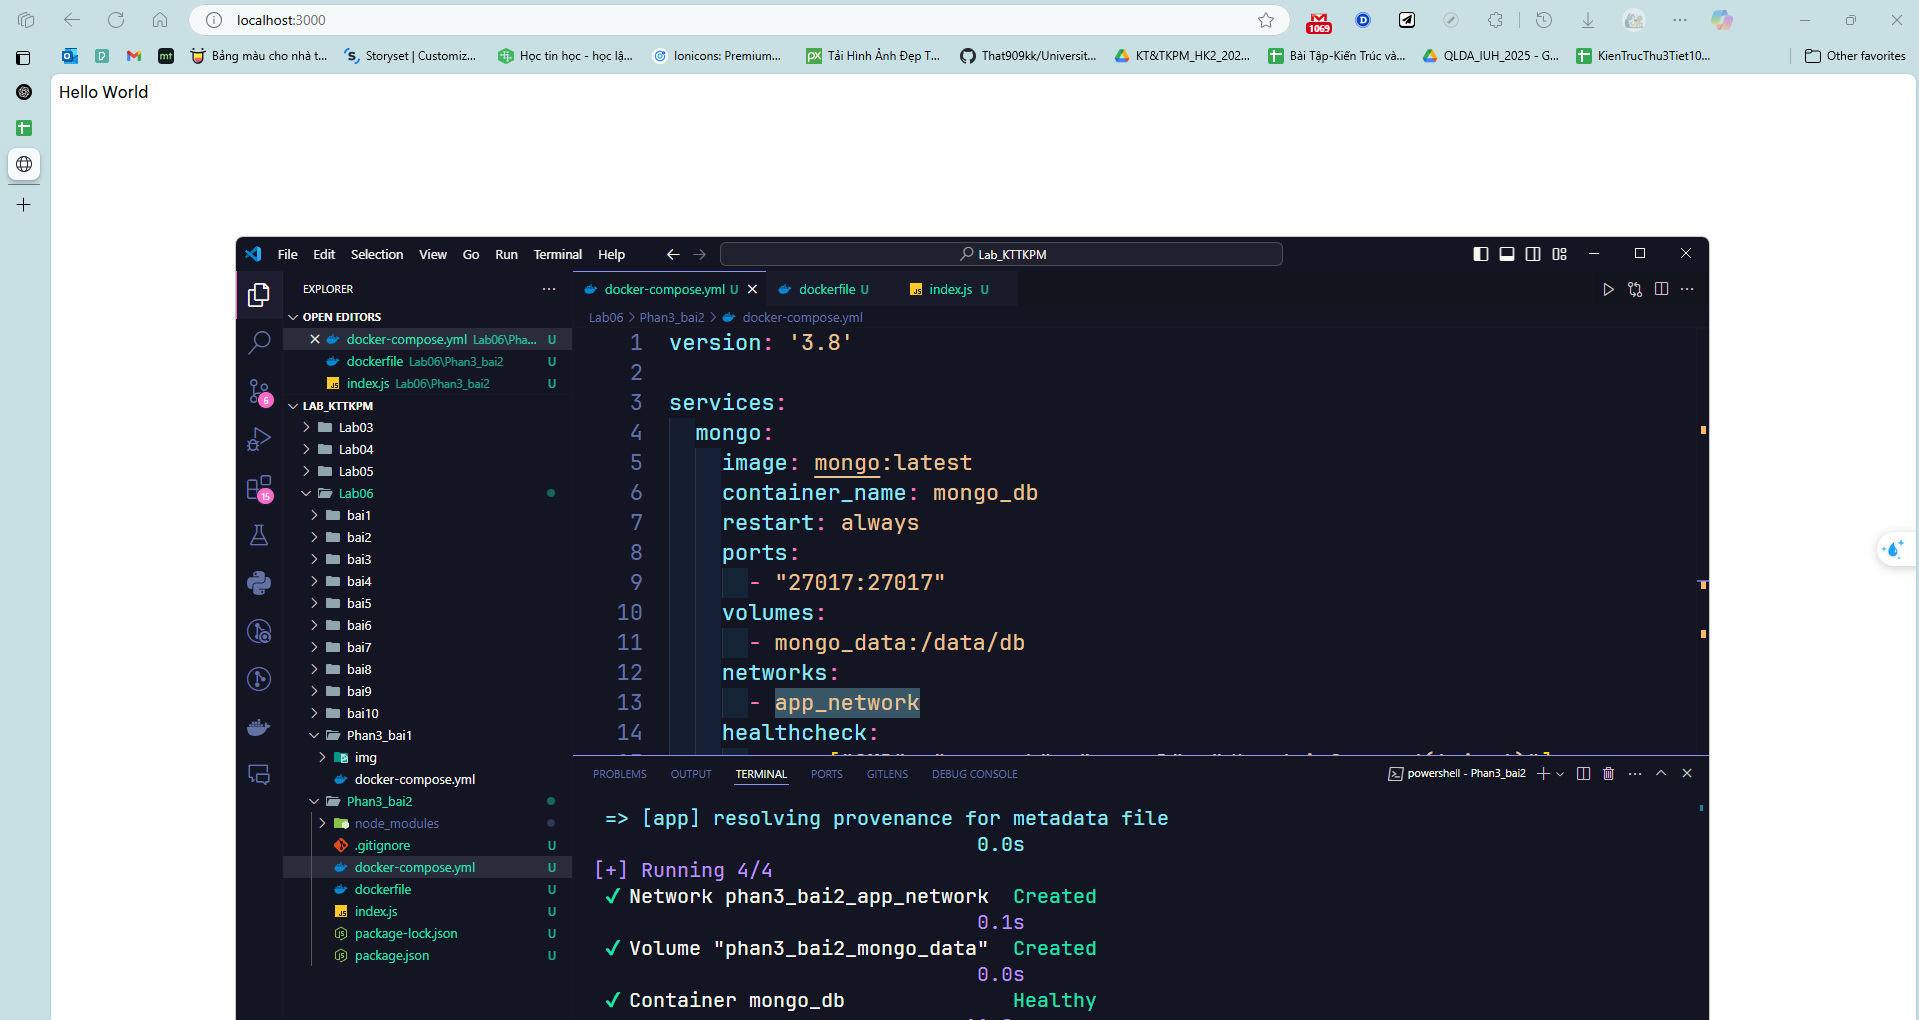 localhost:3000
1069
Bảng màu cho nhà t...
Storyset | Customiz...
Học tin học - học lậ...
Ionicons: Premium...
Tải Hình Ảnh Đẹp T...
That909kk/Universit...
KT&TKPM_HK2_202...
Bài Tập-Kiến Trúc và...
QLDA_IUH_2025 - G...
KienTrucThu3Tiet10...
Other favorites
Hello World
File Edit Selection View Go Run Terminal Help
Lab_KTTKPM
EXPLORER
OPEN EDITORS
docker-compose.yml Lab06\Pha... U
dockerfile Lab06\Phan3_bai2 U
index.js Lab06\Phan3_bai2 U
LAB_KTTKPM
Lab03
Lab04
Lab05
Lab06
bai1
bai2
bai3
bai4
bai5
bai6
bai7
bai8
bai9
bai10
Phan3_bai1
img
docker-compose.yml
Phan3_bai2
node_modules
.gitignore U
docker-compose.yml U
dockerfile U
index.js U
package-lock.json U
package.json U
6
15
docker-compose.yml U
dockerfile U
index.js U
Lab06 > Phan3_bai2 > docker-compose.yml
1 version: '3.8'
2
3 services:
4 mongo:
5 image: mongo:latest
6 container_name: mongo_db
7 restart: always
8 ports:
9 - "27017:27017"
10 volumes:
11 - mongo_data:/data/db
12 networks:
13 - app_network
14 healthcheck:
PROBLEMS OUTPUT TERMINAL PORTS GITLENS DEBUG CONSOLE
powershell - Phan3_bai2
=> [app] resolving provenance for metadata file
0.0s
[+] Running 4/4
✔ Network phan3_bai2_app_network Created
0.1s
✔ Volume "phan3_bai2_mongo_data" Created
0.0s
✔ Container mongo_db Healthy